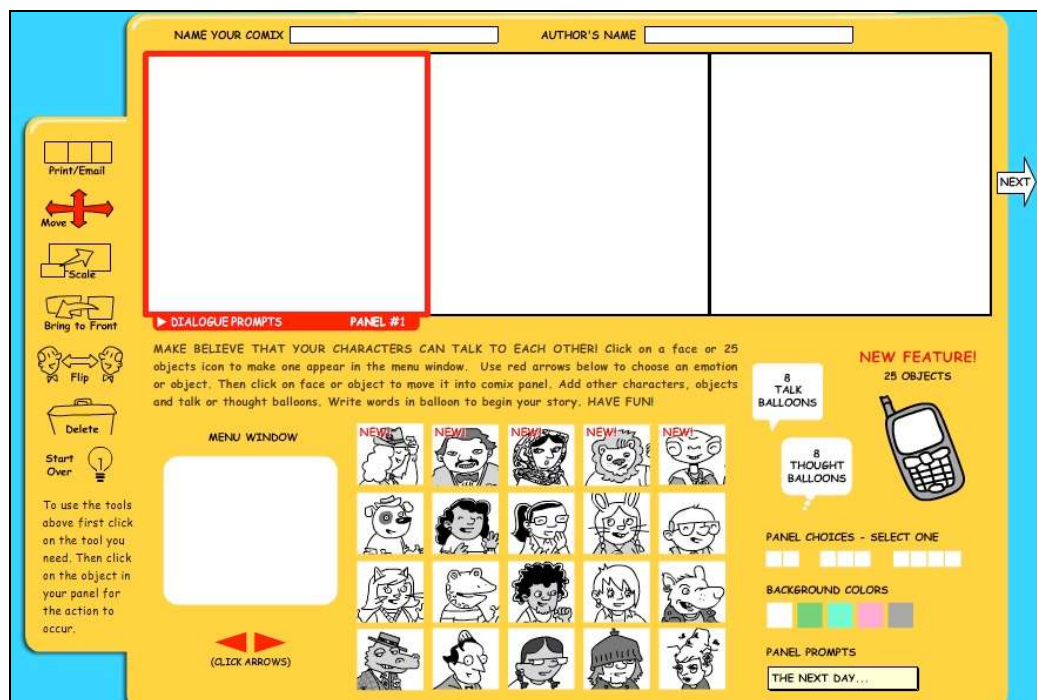 NAME YOUR COMIX
AUTHOR'S NAME
Print/Email
Move
Scale
Bring to Front
Flip
Delete
Start
Over
To use the tools
above first click
on the tool you
need. Then click
on the object in
your panel for
the action to
occur.
NEXT
DIALOGUE PROMPTS PANEL #1
MAKE BELIEVE THAT YOUR CHARACTERS CAN TALK TO EACH OTHER! Click on a face or 25
objects icon to make one appear in the menu window. Use red arrows below to choose an emotion
or object. Then click on face or object to move it into comix panel. Add other characters, objects
and talk or thought balloons. Write words in balloon to begin your story. HAVE FUN!
MENU WINDOW
(CLICK ARROWS)
NEW! NEW! NEW! NEW! NEW!
8
TALK
BALLOONS
8
THOUGHT
BALLOONS
NEW FEATURE!
25 OBJECTS
PANEL CHOICES - SELECT ONE
BACKGROUND COLORS
PANEL PROMPTS
THE NEXT DAY...